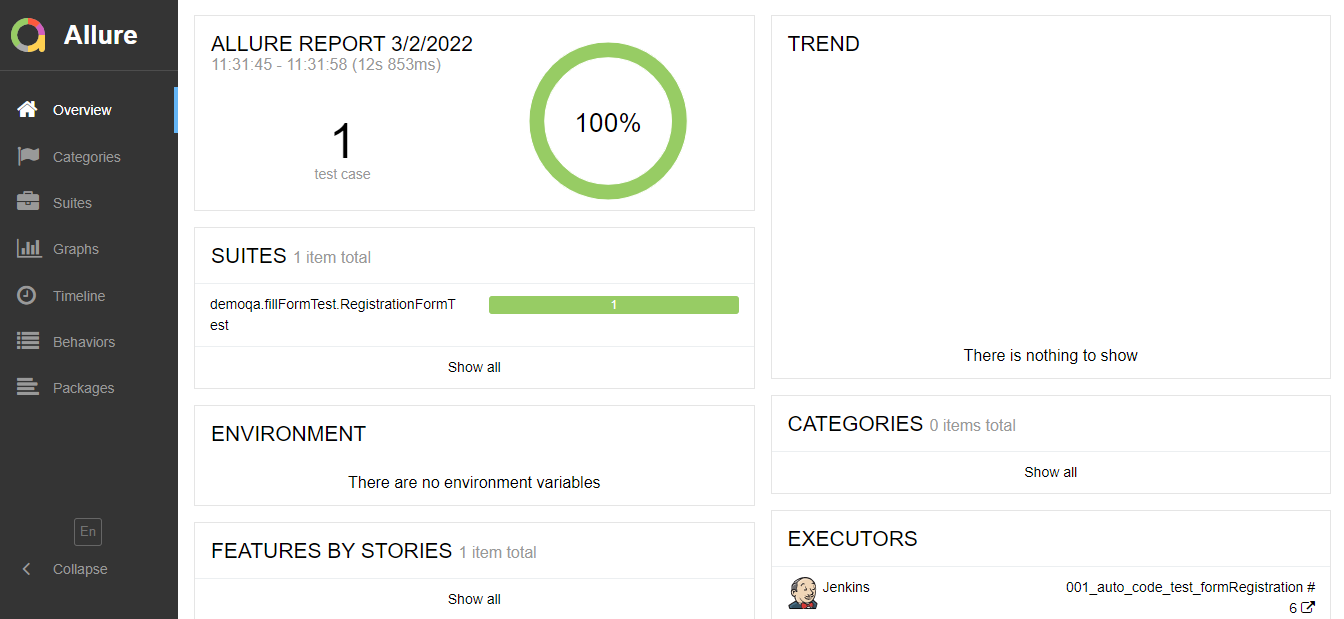 Allure
Overview
Categories
Suites
Graphs
Timeline
Behaviors
Packages
En
Collapse
ALLURE REPORT 3/2/2022
11:31:45 - 11:31:58 (12s 853ms)
1
test case
100%
SUITES 1 item total
demoqa.fillFormTest.RegistrationFormT
est
1
Show all
ENVIRONMENT
There are no environment variables
FEATURES BY STORIES 1 item total
Show all
TREND
There is nothing to show
CATEGORIES 0 items total
Show all
EXECUTORS
Jenkins
001_auto_code_test_formRegistration #
6